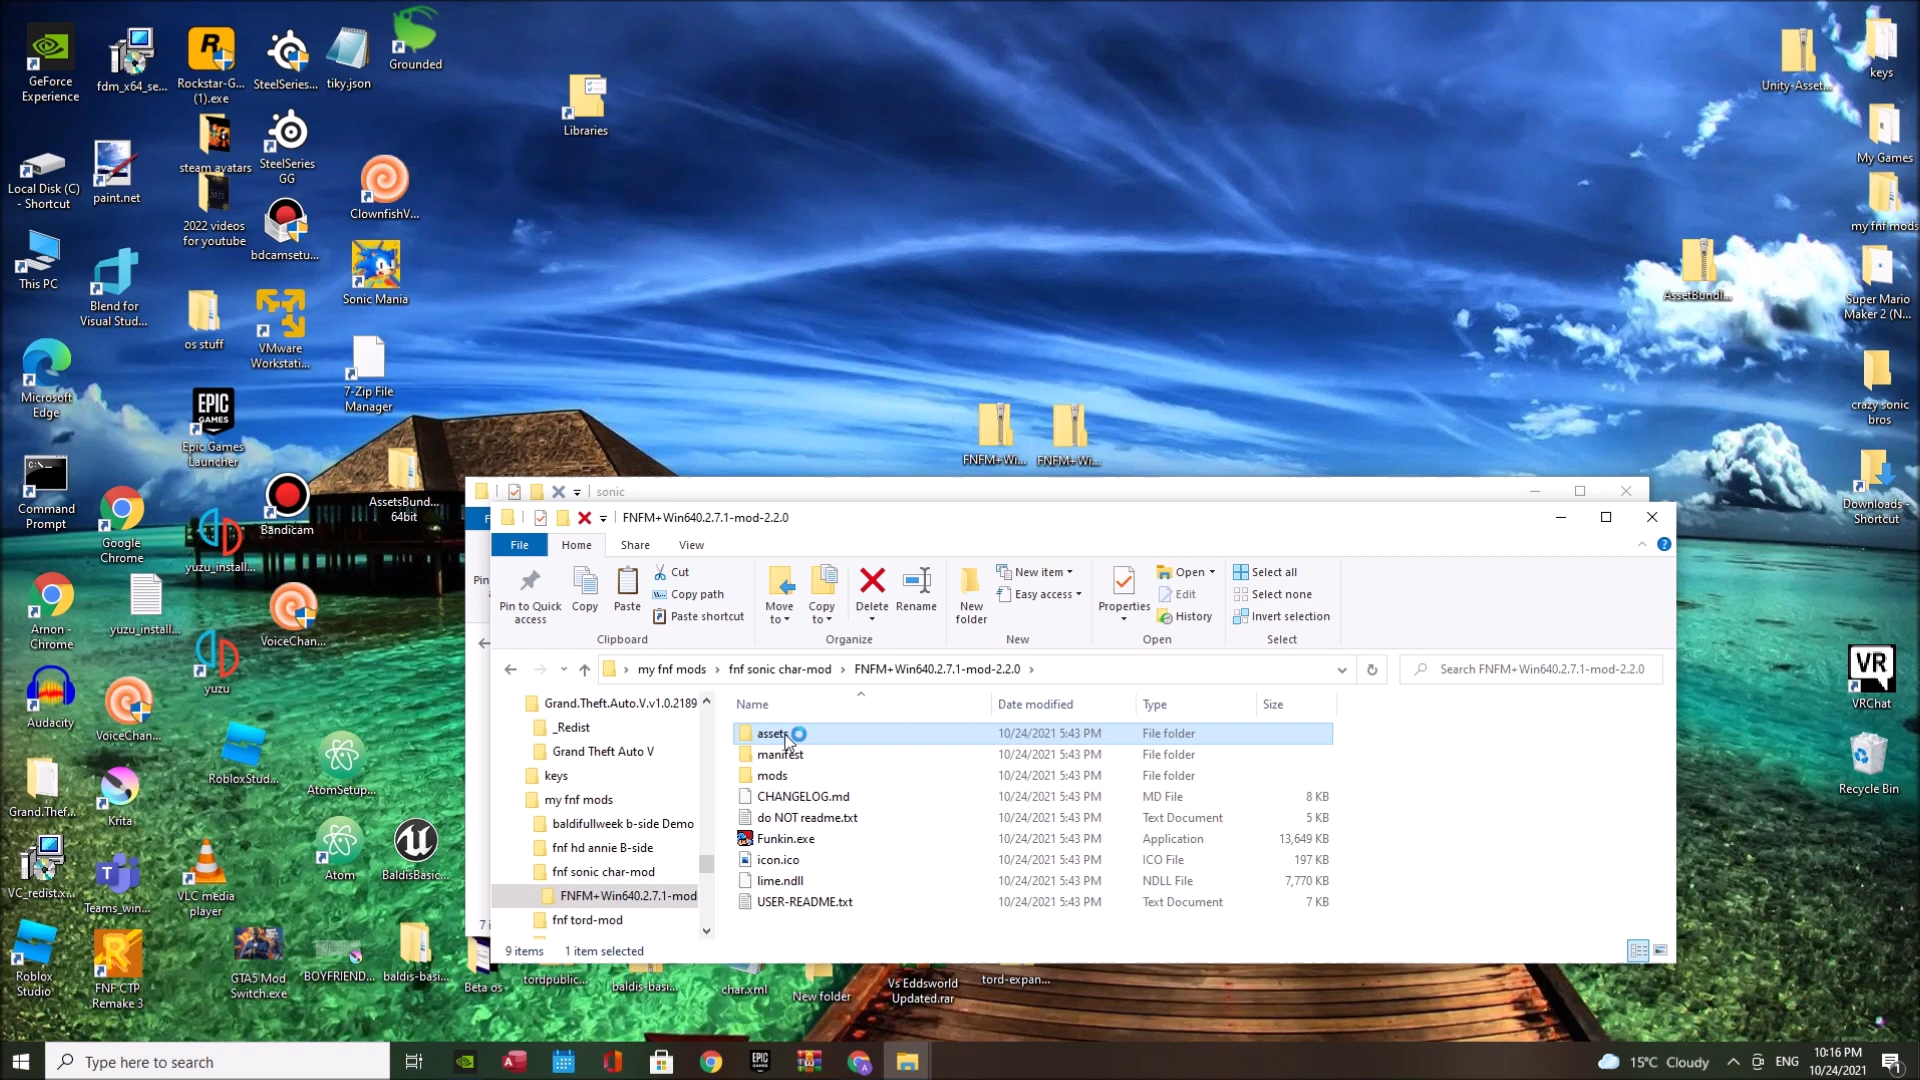 GeForce
Experience
fdm_x64_se...
Rockstar-G...
(1).exe
SteelSeries...
tiky.json
Grounded
Libraries
Unity-Asset...
keys
steam avatars
SteelSeries
GG
My Games
Local Disk (C)
- Shortcut
paint.net
2022 videos
for youtube
bdcamsetu...
ClownfishV...
my fnf mods
This PC
Blend for
Visual Stud...
os stuff
VMware
Workstati...
Sonic Mania
AssetBundl...
Super Mario
Maker 2 (N...
Microsoft
Edge
EPIC
GAMES
Epic Games
Launcher
7-Zip File
Manager
crazy sonic
bros
FNFM+Wi...
FNFM+Wi...
Command
Prompt
Google
Chrome
yuzu_install...
Bandicam
AssetsBund...
64bit
Downloads -
Shortcut
sonic
FNFM+Win640.2.7.1-mod-2.2.0
File
Home
Share
View
Pin to Quick
access
Copy
Paste
Cut
Copy path
Paste shortcut
Clipboard
Move
to
Copy
to
Delete
Rename
Organize
New
folder
New item
Easy access
New
Properties
Open
Edit
History
Open
Select all
Select none
Invert selection
Select
my fnf mods
fnf sonic char-mod
FNFM+Win640.2.7.1-mod-2.2.0
Search FNFM+Win640.2.7.1-mod-2.2.0
Grand.Theft.Auto.V.v1.0.2189
_Redist
Grand Theft Auto V
keys
my fnf mods
baldifullweek b-side Demo
fnf hd annie B-side
fnf sonic char-mod
FNFM+Win640.2.7.1-mod
fnf tord-mod
Name Date modified Type Size
assets 10/24/2021 5:43 PM File folder
manifest 10/24/2021 5:43 PM File folder
mods 10/24/2021 5:43 PM File folder
CHANGELOG.md 10/24/2021 5:43 PM MD File 8 KB
do NOT readme.txt 10/24/2021 5:43 PM Text Document 5 KB
Funkin.exe 10/24/2021 5:43 PM Application 13,649 KB
icon.ico 10/24/2021 5:43 PM ICO File 197 KB
lime.ndll 10/24/2021 5:43 PM NDLL File 7,770 KB
USER-README.txt 10/24/2021 5:43 PM Text Document 7 KB
9 items 1 item selected
Arnon -
Chrome
yuzu_install...
yuzu
VoiceChan...
Audacity
VoiceChan...
RobloxStud...
AtomSetup...
VR
VRChat
Grand.Thef...
Krita
Recycle Bin
VC_redist.x...
Teams_win...
VLC media
player
Atom
BaldisBasic...
Roblox
Studio
FNF CTP
Remake 3
GTA5 Mod
Switch.exe
BOYFRIEND...
baldis-basi...
Beta os
tordpublic...
baldis-basi...
char.xml
New folder
Vs Eddsworld
Updated.rar
tord-expan...
Type here to search
15°C Cloudy
ENG
10:16 PM
10/24/2021
1